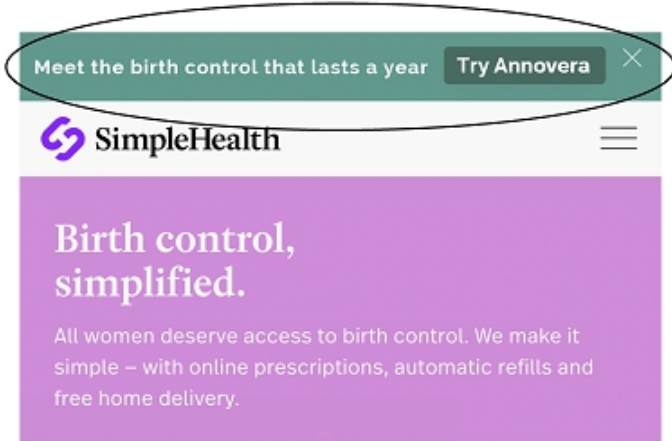 Meet the birth control that lasts a year Try Annovera
SimpleHealth
Birth control,
simplified.
All women deserve access to birth control. We make it
simple – with online prescriptions, automatic refills and
free home delivery.